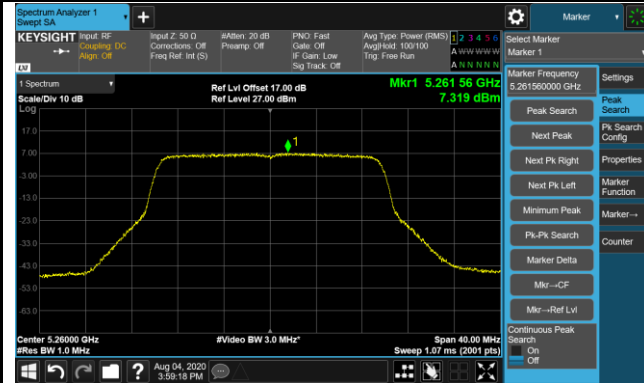 Spectrum Analyzer 1
Swept SA
Marker
KEYSIGHT
Input: RF
Coupling: DC
Align: Off
Input Z: 50 Ω
Corrections: Off
Freq Ref: Int (S)
#Atten: 20 dB
Preamp: Off
PNO: Fast
Gate: Off
IF Gain: Low
Sig Track: Off
Avg Type: Power (RMS)
Avg|Hold: 100/100
Trig: Free Run
1 2 3 4 5 6
A W W W W W
A N N N N N
LXI
Select Marker
Marker 1
1 Spectrum
Scale/Div 10 dB
Log
Ref Lvl Offset 17.00 dB
Ref Level 27.00 dBm
Mkr1 5.261 56 GHz
7.319 dBm
17.0
7.00
-3.00
-13.0
-23.0
-33.0
-43.0
-53.0
-63.0
1
Center 5.26000 GHz
#Res BW 1.0 MHz
#Video BW 3.0 MHz*
Span 40.00 MHz
Sweep 1.07 ms (2001 pts)
Marker Frequency
5.261560000 GHz
Peak Search
Next Peak
Next Pk Right
Next Pk Left
Minimum Peak
Pk-Pk Search
Marker Delta
Mkr→CF
Mkr→Ref Lvl
Continuous Peak
Search
On
Off
Settings
Peak
Search
Pk Search
Config
Properties
Marker
Function
Marker→
Counter
?
Aug 04, 2020
3:59:18 PM